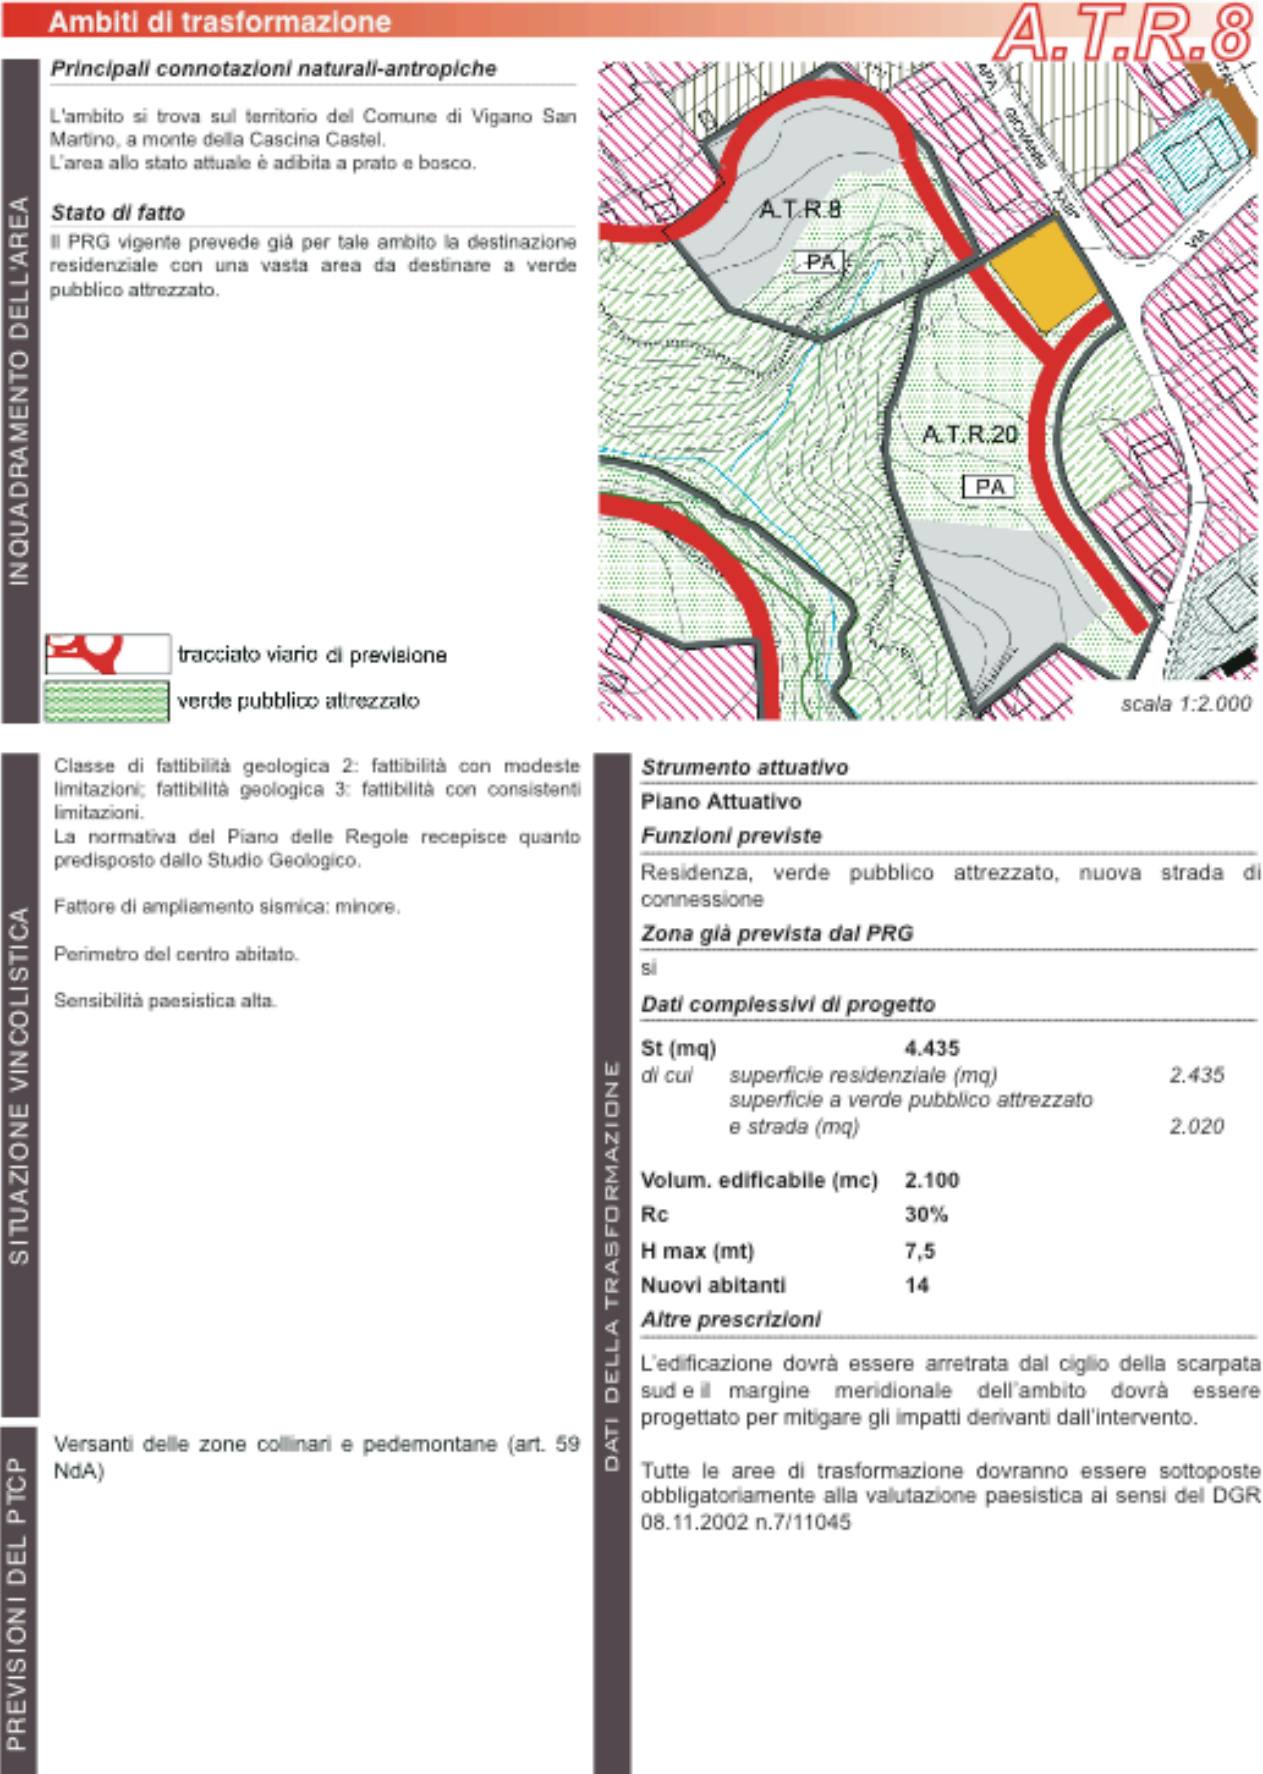 Ambiti di trasformazione
A.T.R.8
INQUADRAMENTO DELL'AREA
Principali connotazioni naturali-antropiche
L'ambito si trova sul territorio del Comune di Vigano San
Martino, a monte della Cascina Castel.
L'area allo stato attuale è adibita a prato e bosco.
Stato di fatto
Il PRG vigente prevede già per tale ambito la destinazione
residenziale con una vasta area da destinare a verde
pubblico attrezzato.
tracciato viario di previsione
verde pubblico attrezzato
A.T.R.8
PA
A.T.R.20
PA
VIA
scala 1:2.000
SITUAZIONE VINCOLISTICA
Classe di fattibilità geologica 2: fattibilità con modeste
limitazioni; fattibilità geologica 3: fattibilità con consistenti
limitazioni.
La normativa del Piano delle Regole recepisce quanto
predisposto dallo Studio Geologico.
Fattore di ampliamento sismica: minore.
Perimetro del centro abitato.
Sensibilità paesistica alta.
PREVISIONI DEL PTCP
Versanti delle zone collinari e pedemontane (art. 59
NdA)
DATI DELLA TRASFORMAZIONE
Strumento attuativo
Piano Attuativo
Funzioni previste
Residenza, verde pubblico attrezzato, nuova strada di
connessione
Zona già prevista dal PRG
si
Dati complessivi di progetto
St (mq) 4.435
di cui superficie residenziale (mq) 2.435
superficie a verde pubblico attrezzato
e strada (mq) 2.020
Volum. edificabile (mc) 2.100
Rc 30%
H max (mt) 7,5
Nuovi abitanti 14
Altre prescrizioni
L'edificazione dovrà essere arretrata dal ciglio della scarpata
sud e il margine meridionale dell'ambito dovrà essere
progettato per mitigare gli impatti derivanti dall'intervento.
Tutte le aree di trasformazione dovranno essere sottoposte
obbligatoriamente alla valutazione paesistica ai sensi del DGR
08.11.2002 n.7/11045